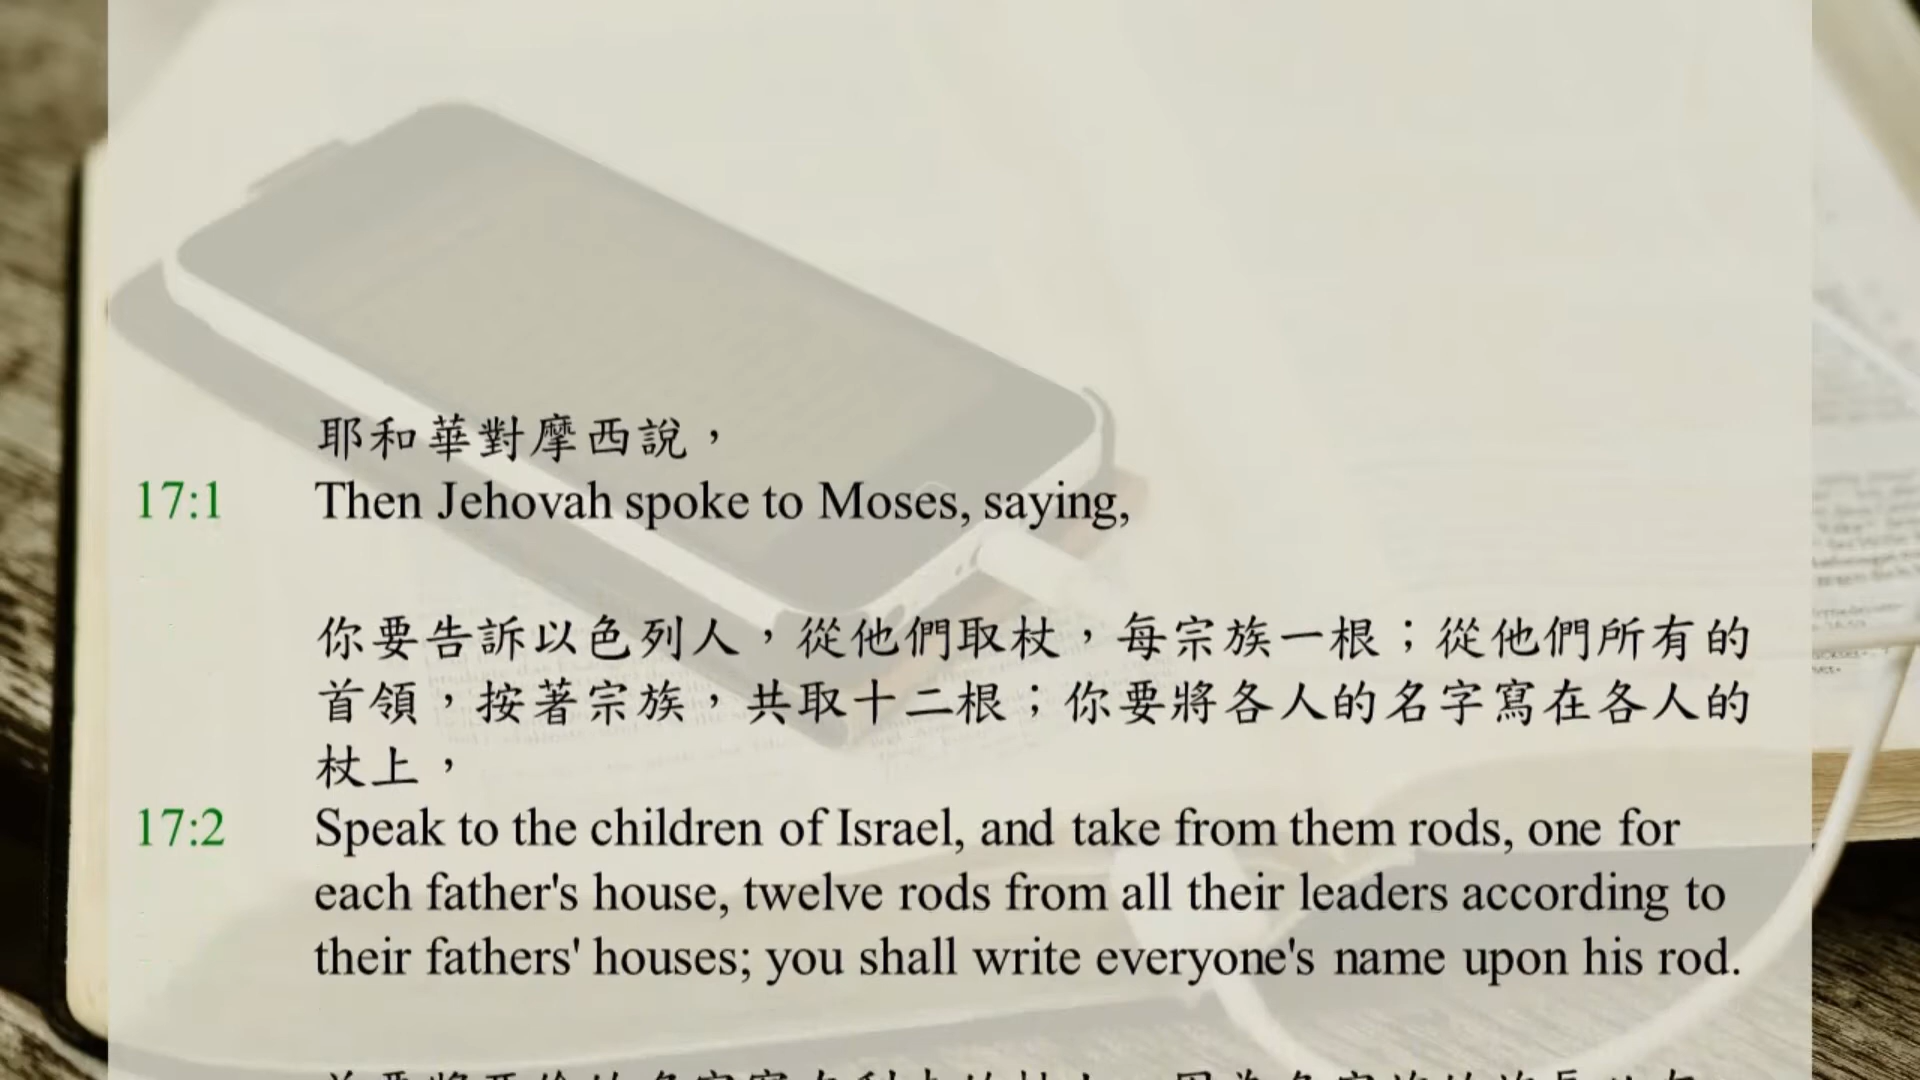 耶和華對摩西說，
17:1 Then Jehovah spoke to Moses, saying,
你要告訴以色列人，從他們取杖，每宗族一根；從他們所有的
首領，按著宗族，共取十二根；你要將各人的名字寫在各人的
杖上，
17:2 Speak to the children of Israel, and take from them rods, one for
each father's house, twelve rods from all their leaders according to
their fathers' houses; you shall write everyone's name upon his rod.